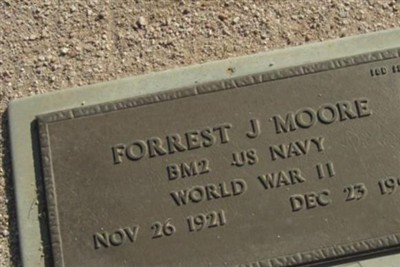 FORREST J MOORE
BM2 US NAVY
WORLD WAR II
NOV 26 1921 DEC 23